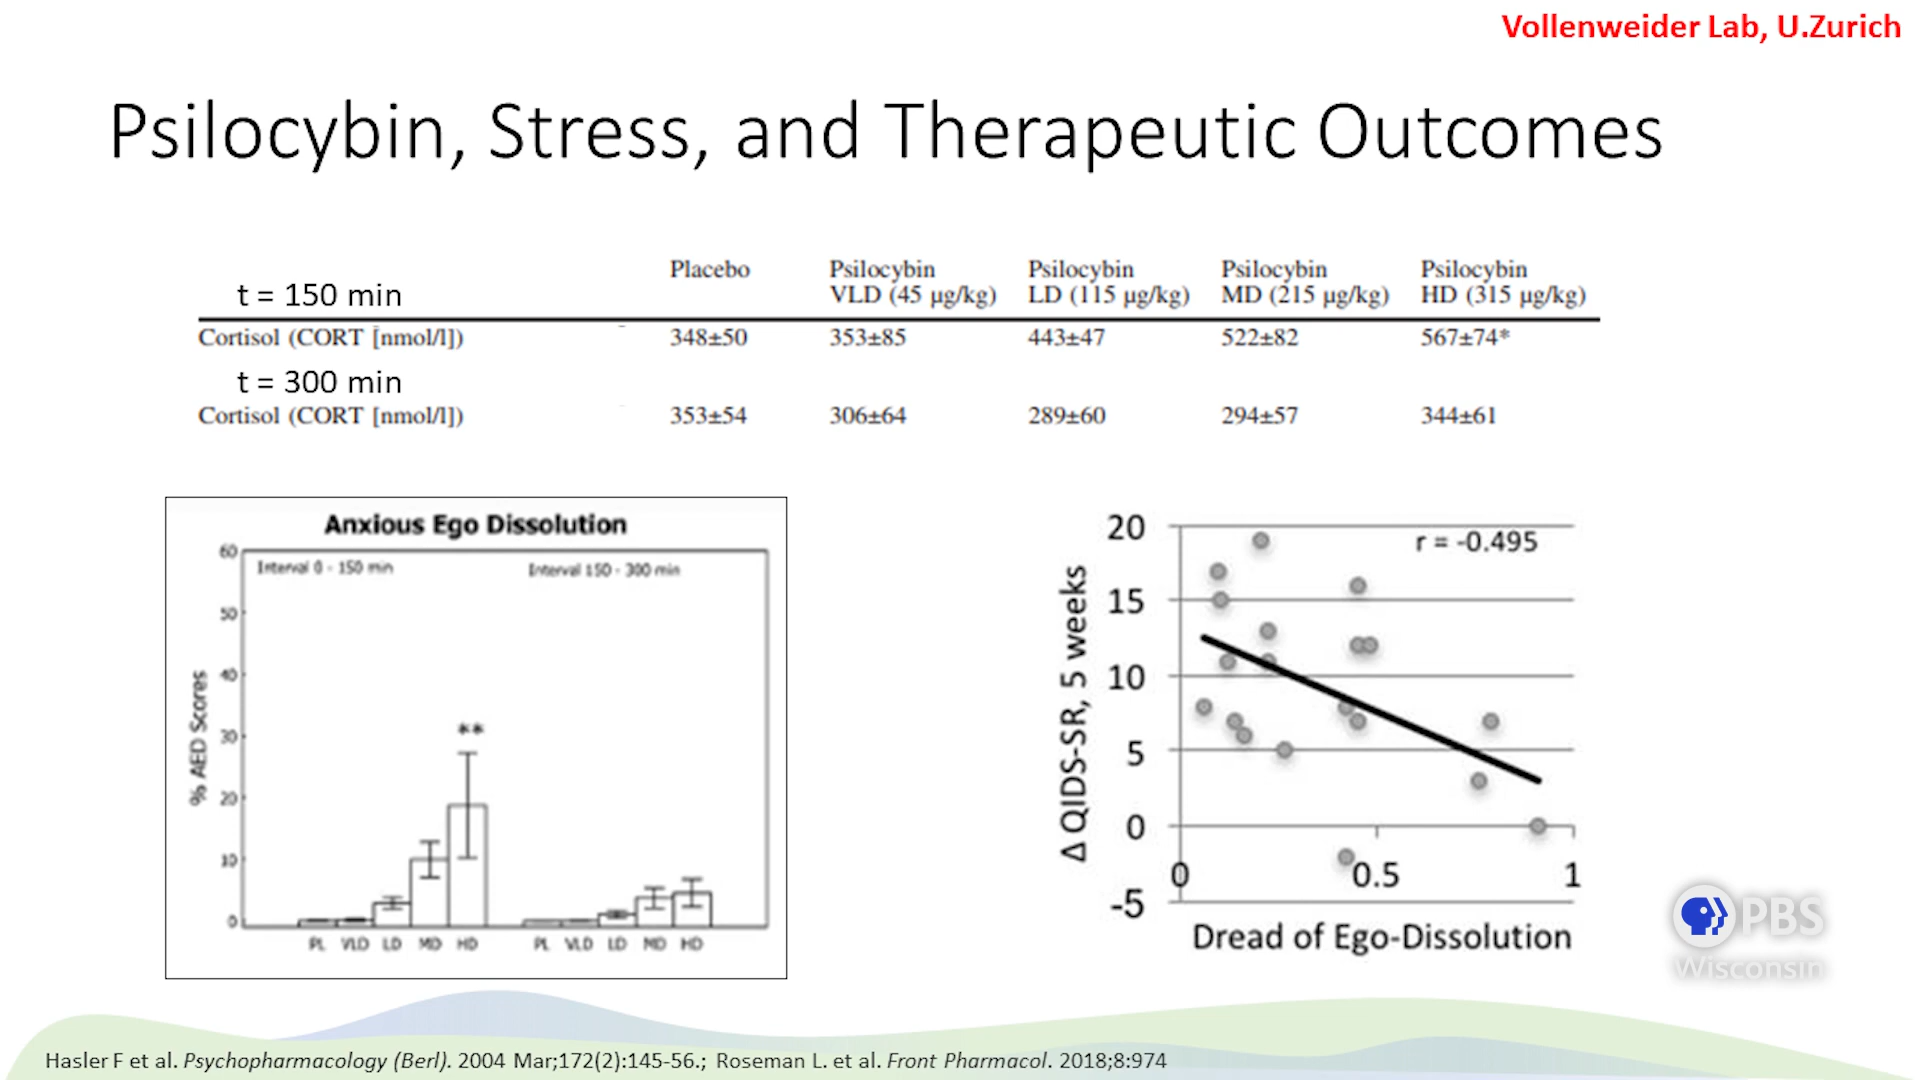 Vollenweider Lab, U.Zurich
Psilocybin, Stress, and Therapeutic Outcomes
Placebo Psilocybin Psilocybin Psilocybin Psilocybin
t = 150 min VLD (45 µg/kg) LD (115 µg/kg) MD (215 µg/kg) HD (315 µg/kg)
Cortisol (CORT [nmol/l]) 348±50 353±85 443±47 522±82 567±74*
t = 300 min
Cortisol (CORT [nmol/l]) 353±54 306±64 289±60 294±57 344±61
Anxious Ego Dissolution
60
Interval 0 - 150 min Interval 150 - 300 min
50
40
30
20
10
0
% AED Scores
**
PL VLD LD MD HD PL VLD LD MD HD
20
15
10
5
0
-5
Δ QIDS-SR, 5 weeks
r = -0.495
0 0.5 1
Dread of Ego-Dissolution
PBS
Wisconsin
Hasler F et al. Psychopharmacology (Berl). 2004 Mar;172(2):145-56.; Roseman L. et al. Front Pharmacol. 2018;8:974